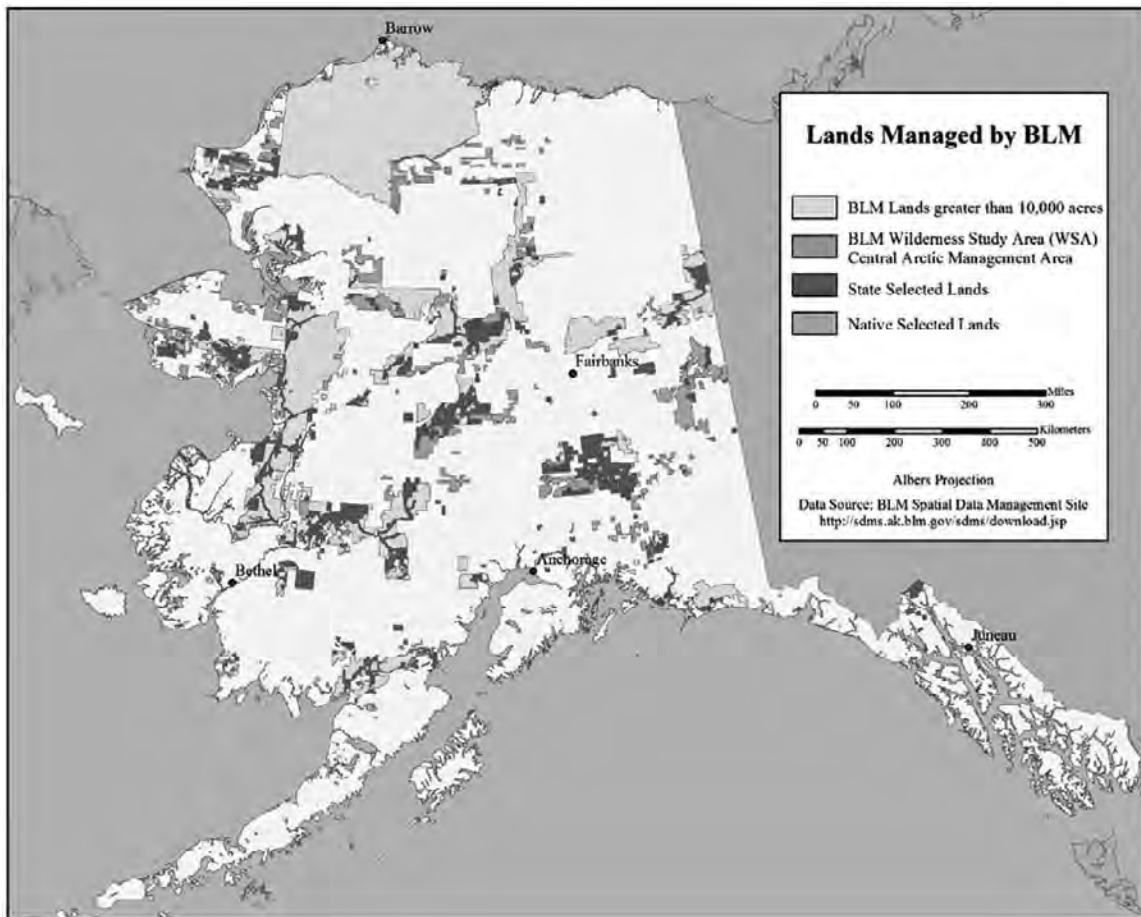 Barrow
Lands Managed by BLM
BLM Lands greater than 10,000 acres
BLM Wilderness Study Area (WSA)
Central Arctic Management Area
State Selected Lands
Native Selected Lands
Fairbanks
Miles
0 50 100 200 300
Kilometers
0 50 100 200 300 400 500
Albers Projection
Data Source: BLM Spatial Data Management Site
http://sdms.ak.blm.gov/sdms/download.jsp
Anchorage
Bethel
Juneau